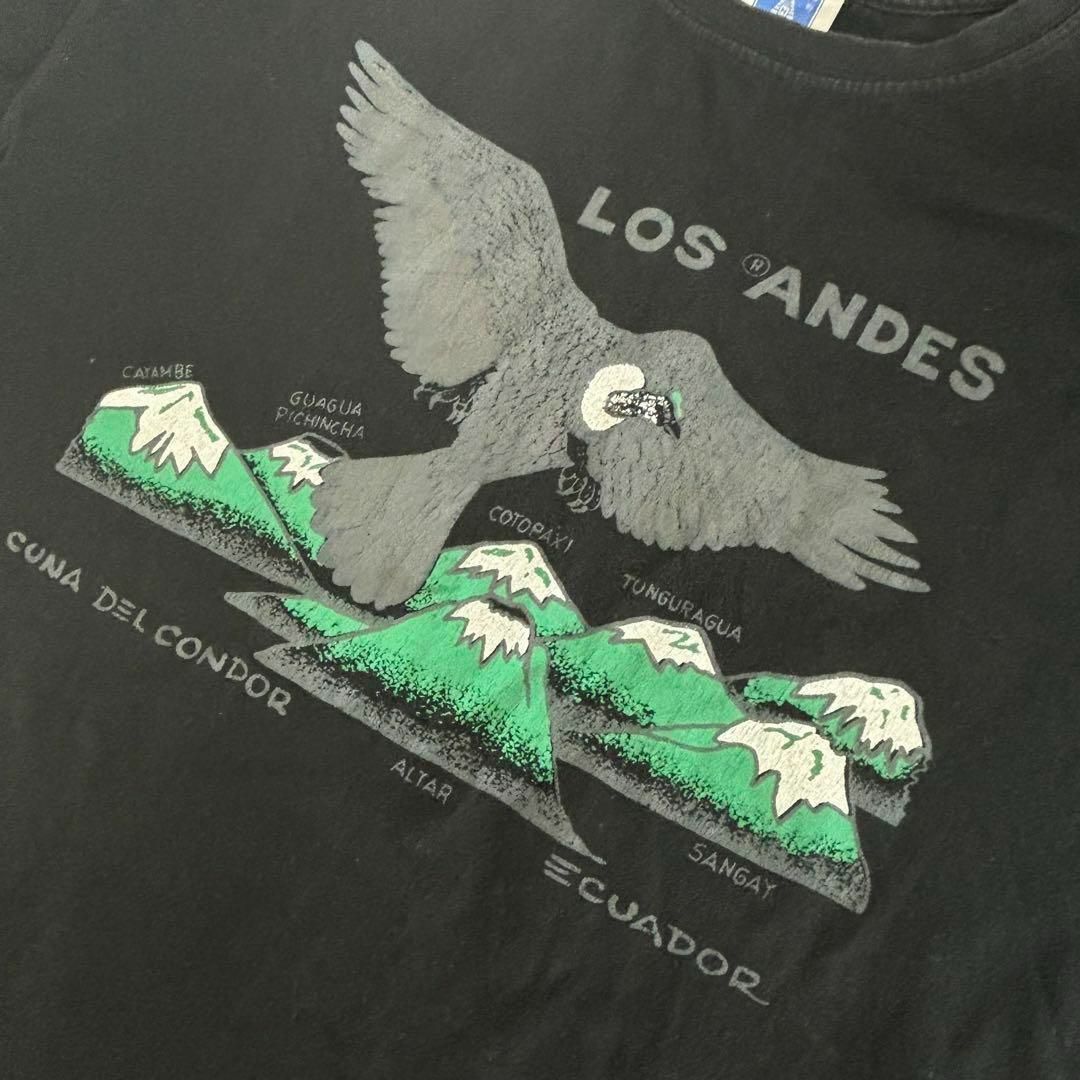 LOS ® ANDES
CAYAMBE
GUAGUA
PICHINCHA
COTOPAXI
TUNGURAGUA
CUNA DEL CONDOR
ALTAR
SANGAY
ECUADOR